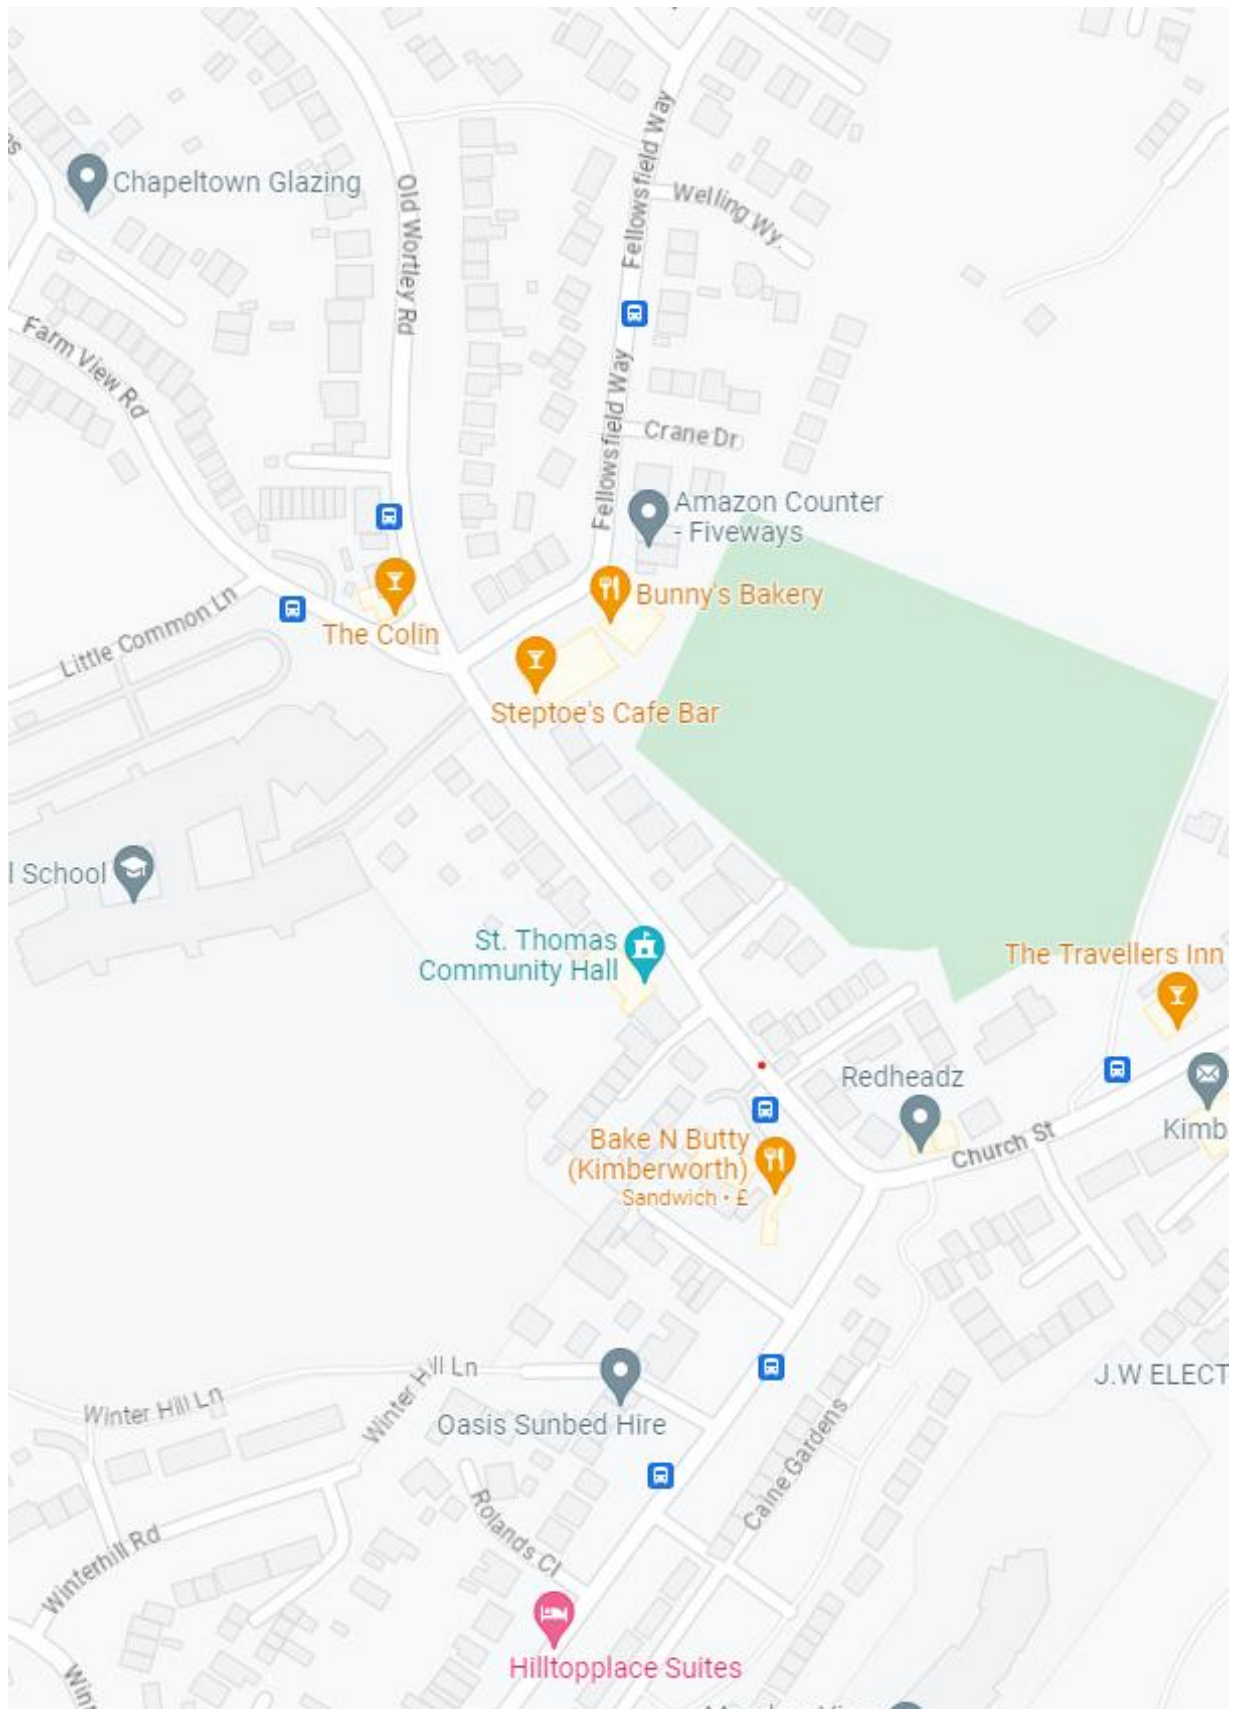 Chapeltown Glazing
Old Wortley Rd
Fellowsfield Way
Welling Wy.
Farm View Rd
Fellowsfield Way
Crane Dr
Amazon Counter
- Fiveways
Bunny's Bakery
Little Common Ln
The Colin
Steptoe's Cafe Bar
l School
St. Thomas
Community Hall
The Travellers Inn
Redheadz
Church St
Kimb
Bake N Butty
(Kimberworth)
Sandwich · £
Winter Hill Ln
Winter Hill Ln
J.W ELECT
Oasis Sunbed Hire
Caine Gardens
Rolands Cl
Winterhill Rd
Hilltopplace Suites